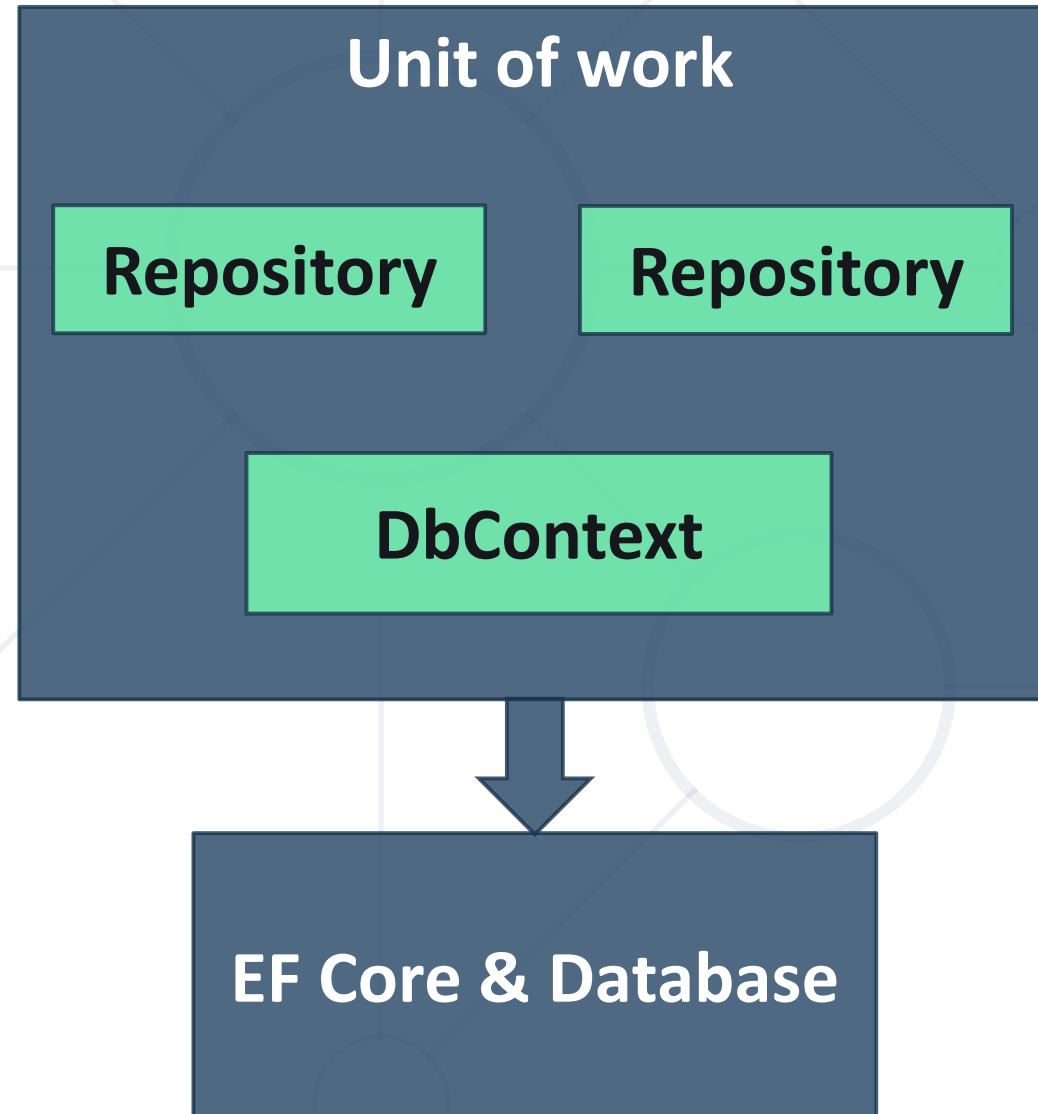 Unit of work
Repository
Repository
DbContext
EF Core & Database